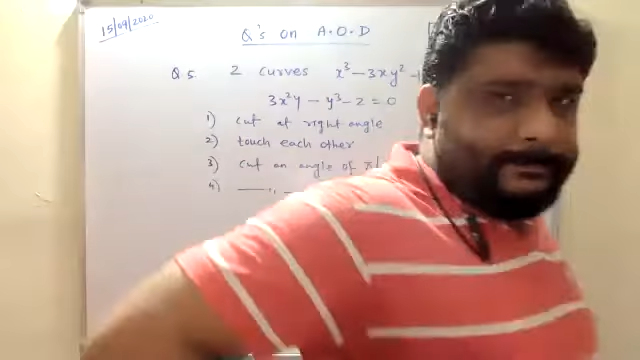 15/09/2020
Q's on A.O.D
Q 5 2 curves x³ - 3xy²
3x²y - y³ - 2 = 0
1) cut at right angle
2) touch each other
3) cut an angle of π/
4)